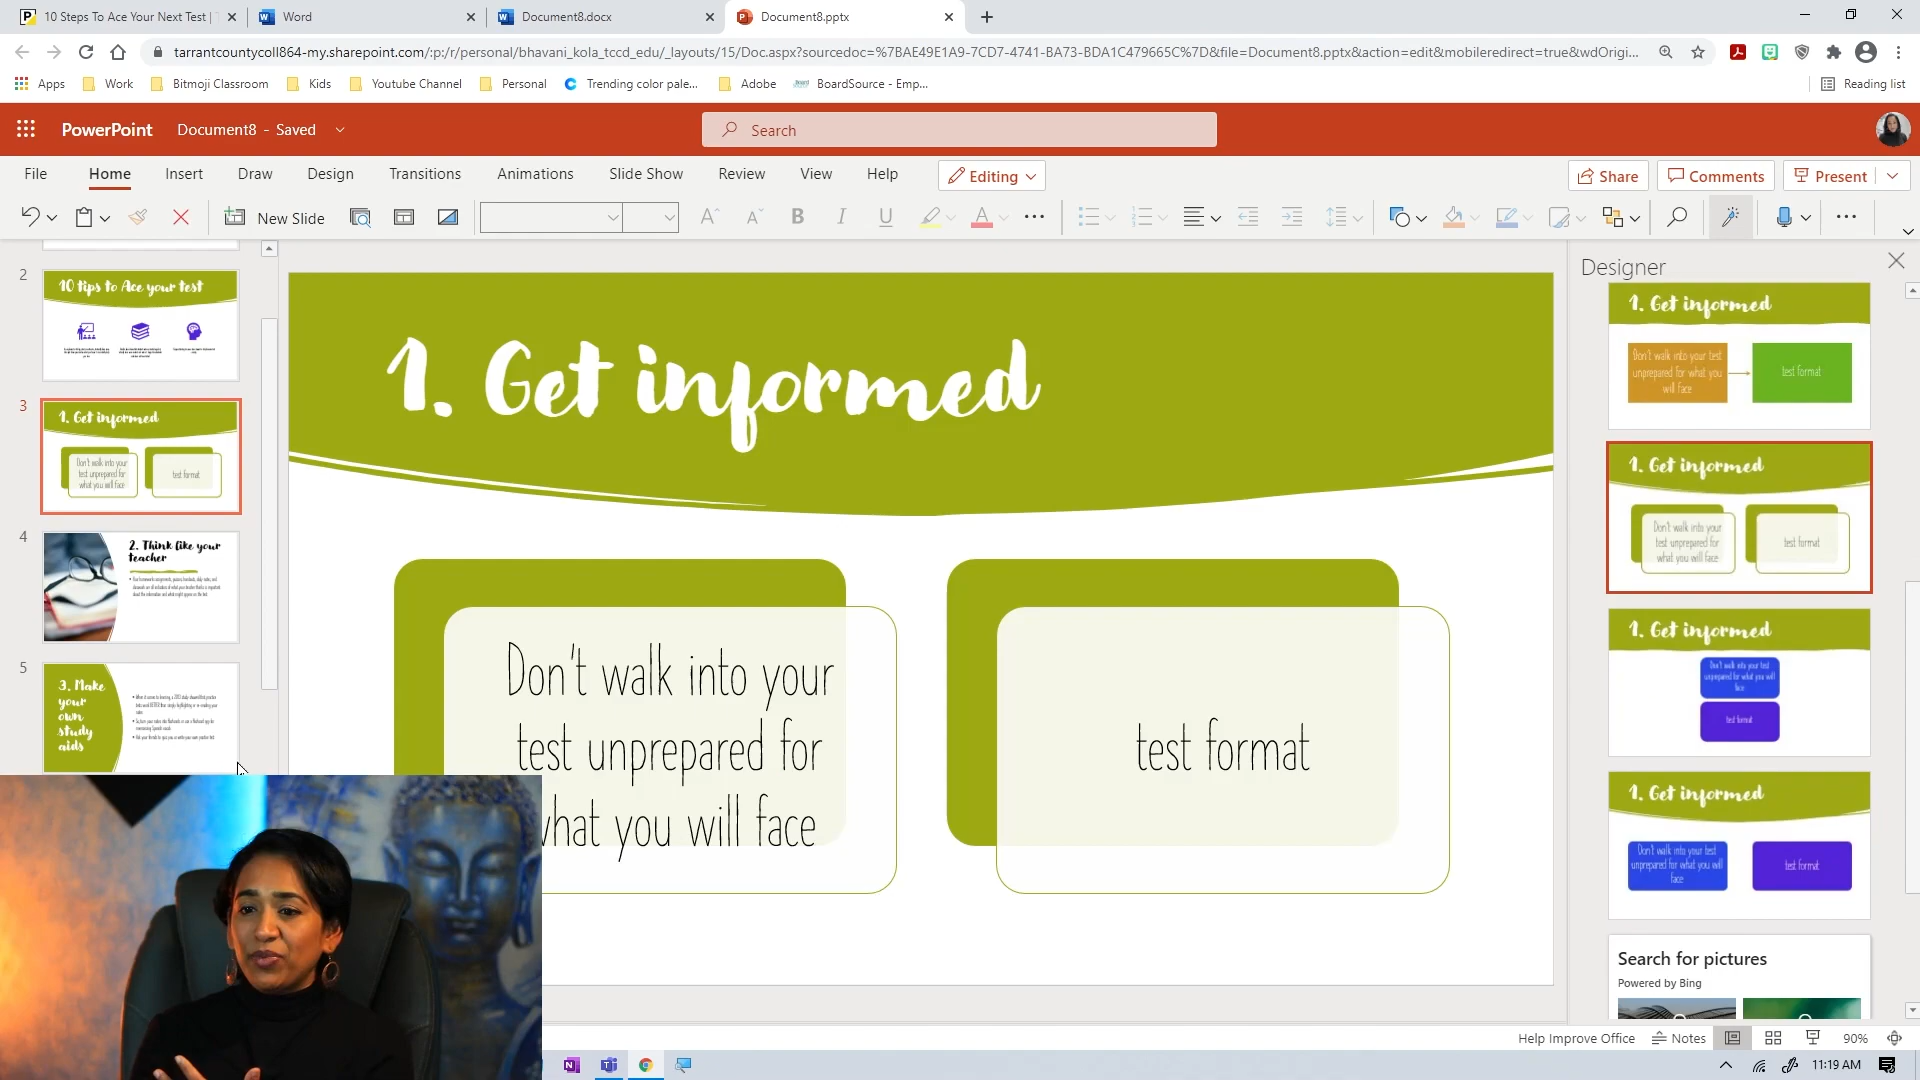 10 Steps To Ace Your Next Test |
Word
Document8.docx
Document8.pptx
tarrantcountycoll864-my.sharepoint.com/:p:/r/personal/bhavani_kola_tccd_edu/_layouts/15/Doc.aspx?sourcedoc=%7BAE49E1A9-7CD7-4741-BA73-BDA1C479665C%7D&file=Document8.pptx&action=edit&mobileredirect=true&wdOrigi...
Apps
Work
Bitmoji Classroom
Kids
Youtube Channel
Personal
Trending color pale...
Adobe
BoardSource - Emp...
Reading list
PowerPoint
Document8 - Saved
Search
File
Home
Insert
Draw
Design
Transitions
Animations
Slide Show
Review
View
Help
Editing
Share
Comments
Present
New Slide
2
10 tips to Ace your test
3
1. Get informed
Don't walk into your
test unprepared for
what you will face
test format
4
2. Think like your
teacher
5
3. Make
your
own
study
aids
1. Get informed
Don't walk into your
test unprepared for
what you will face
test format
Designer
1. Get informed
Don't walk into your test
unprepared for what you
will face
test format
1. Get informed
Don't walk into your
test unprepared for
what you will face
test format
1. Get informed
Don't walk into your test
unprepared for what you will
face
test format
1. Get informed
Don't walk into your test
unprepared for what you will
face
test format
Search for pictures
Powered by Bing
Help Improve Office
Notes
90%
11:19 AM